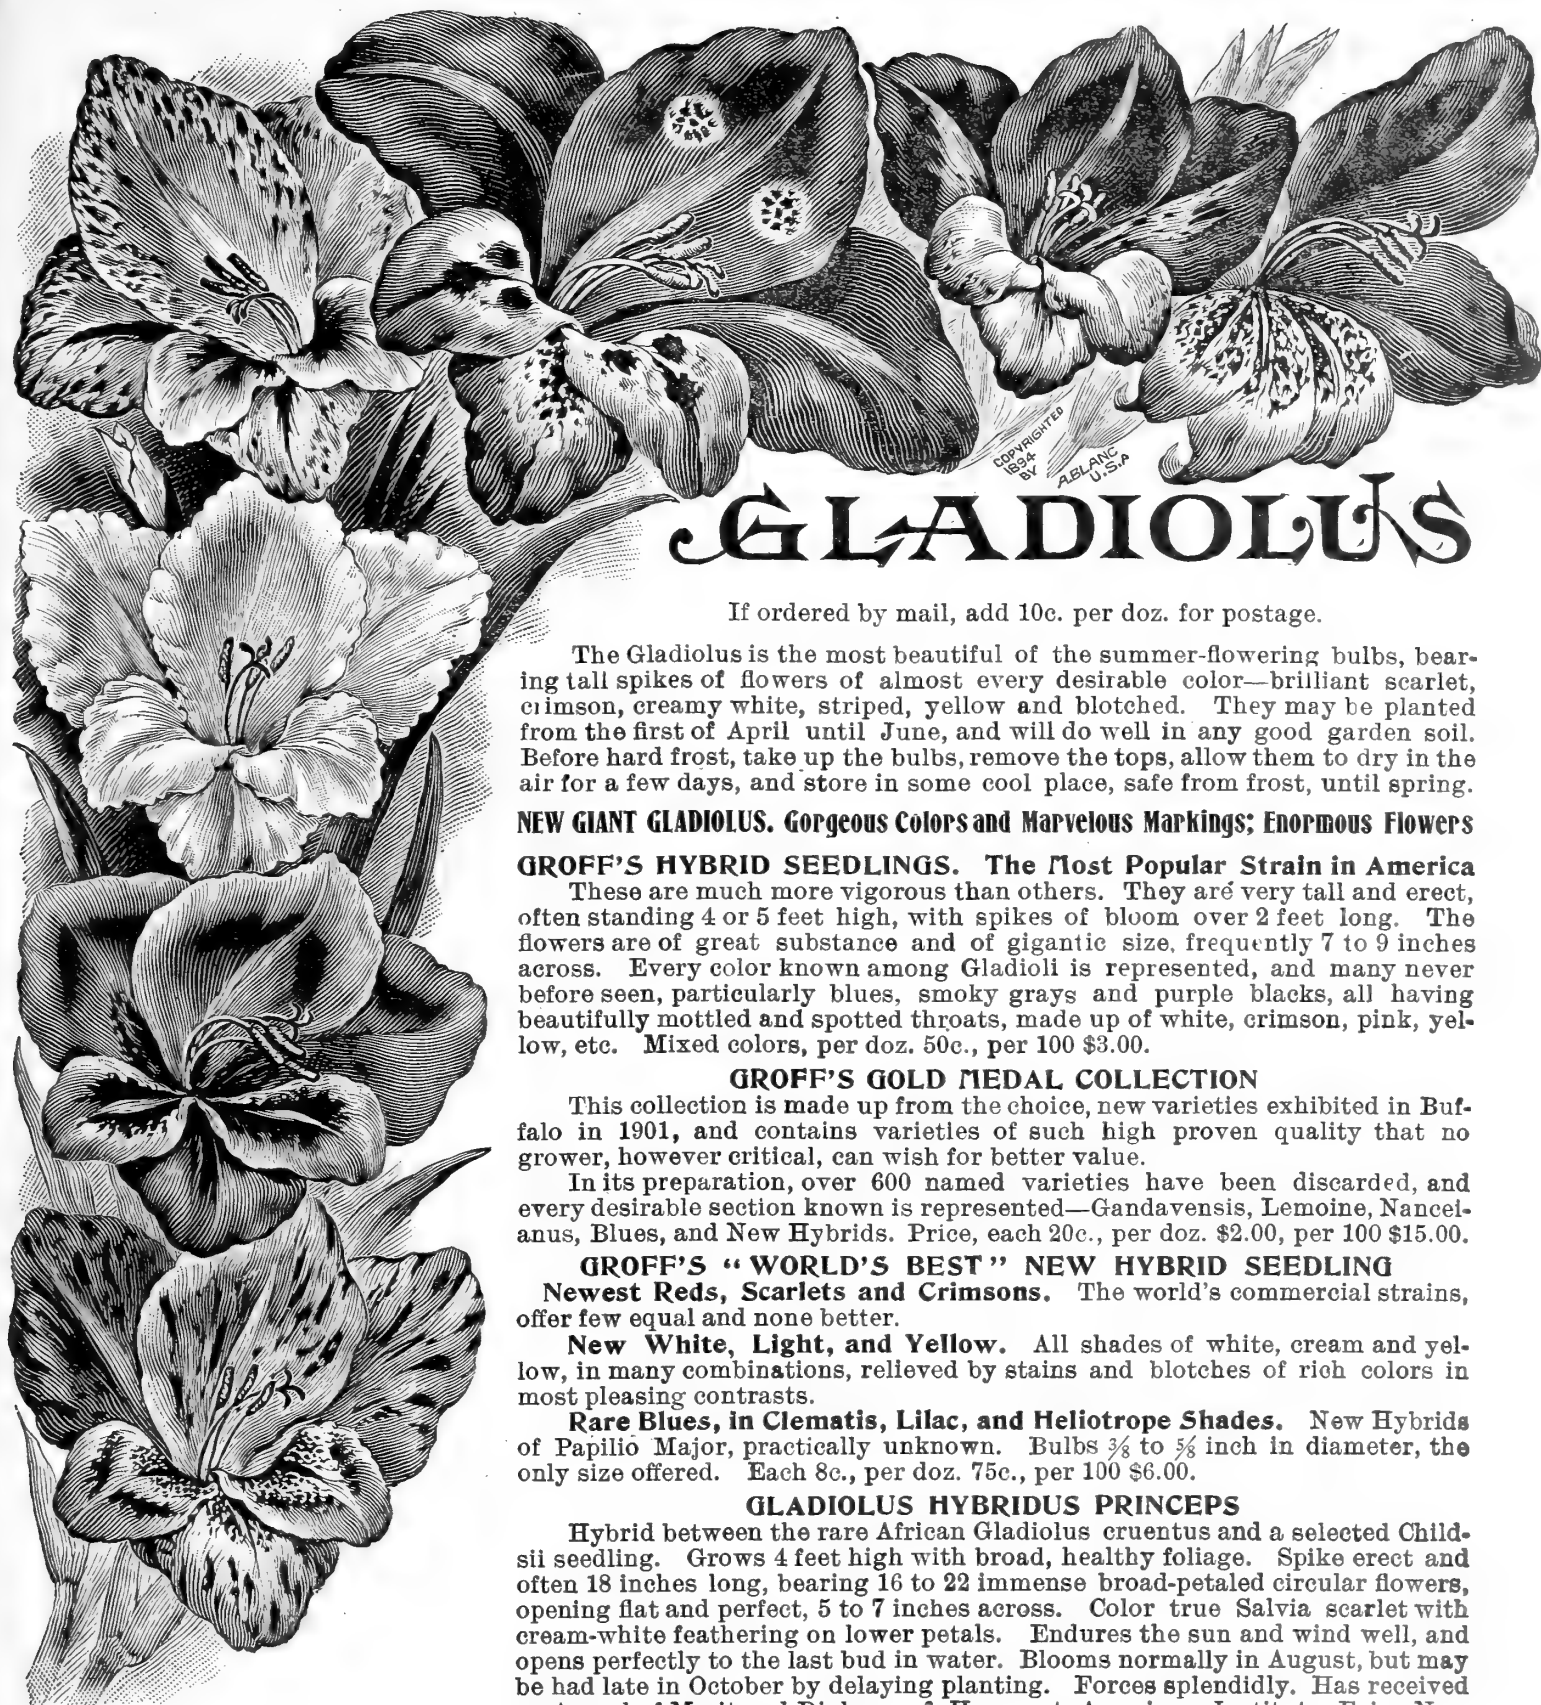 COPYRIGHTED
1894
BY
A.BLANC
U.S.A
GLADIOLUS
If ordered by mail, add 10c. per doz. for postage.
The Gladiolus is the most beautiful of the summer-flowering bulbs, bear-
ing tall spikes of flowers of almost every desirable color—brilliant scarlet,
crimson, creamy white, striped, yellow and blotched. They may be planted
from the first of April until June, and will do well in any good garden soil.
Before hard frost, take up the bulbs, remove the tops, allow them to dry in the
air for a few days, and store in some cool place, safe from frost, until spring.
NEW GIANT GLADIOLUS. Gorgeous Colors and Marvelous Markings; Enormous Flowers
GROFF'S HYBRID SEEDLINGS. The Most Popular Strain in America
These are much more vigorous than others. They are very tall and erect,
often standing 4 or 5 feet high, with spikes of bloom over 2 feet long. The
flowers are of great substance and of gigantic size, frequently 7 to 9 inches
across. Every color known among Gladioli is represented, and many never
before seen, particularly blues, smoky grays and purple blacks, all having
beautifully mottled and spotted throats, made up of white, crimson, pink, yel-
low, etc. Mixed colors, per doz. 50c., per 100 $3.00.
GROFF'S GOLD MEDAL COLLECTION
This collection is made up from the choice, new varieties exhibited in Buf-
falo in 1901, and contains varieties of such high proven quality that no
grower, however critical, can wish for better value.
In its preparation, over 600 named varieties have been discarded, and
every desirable section known is represented—Gandavensis, Lemoine, Nancei-
anus, Blues, and New Hybrids. Price, each 20c., per doz. $2.00, per 100 $15.00.
GROFF'S "WORLD'S BEST" NEW HYBRID SEEDLING
Newest Reds, Scarlets and Crimsons. The world's commercial strains,
offer few equal and none better.
New White, Light, and Yellow. All shades of white, cream and yel-
low, in many combinations, relieved by stains and blotches of rich colors in
most pleasing contrasts.
Rare Blues, in Clematis, Lilac, and Heliotrope Shades. New Hybrids
of Papilio Major, practically unknown. Bulbs ⅜ to ⅝ inch in diameter, the
only size offered. Each 8c., per doz. 75c., per 100 $6.00.
GLADIOLUS HYBRIDUS PRINCEPS
Hybrid between the rare African Gladiolus cruentus and a selected Child-
sii seedling. Grows 4 feet high with broad, healthy foliage. Spike erect and
often 18 inches long, bearing 16 to 22 immense broad-petaled circular flowers,
opening flat and perfect, 5 to 7 inches across. Color true Salvia scarlet with
cream-white feathering on lower petals. Endures the sun and wind well, and
opens perfectly to the last bud in water. Blooms normally in August, but may
be had late in October by delaying planting. Forces splendidly. Has received